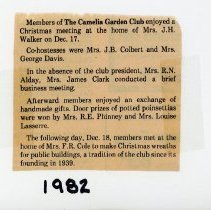 Members of The Camelia Garden Club enjoyed a
Christmas meeting at the home of Mrs. J.H.
Walker on Dec. 17.
Co-hostesses were Mrs. J.B. Colbert and Mrs.
George Davis.
In the absence of the club president, Mrs. R.N.
Alday, Mrs. James Clark conducted a brief
business meeting.
Afterward members enjoyed an exchange of
handmade gifts. Door prizes of potted poinsettias
were won by Mrs. R.E. Phinney and Mrs. Louise
Lasserre.
The following day, Dec. 18, members met at the
home of Mrs. F.R. Cole to make Christmas wreaths
for public buildings, a tradition of the club since its
founding in 1939.
1982